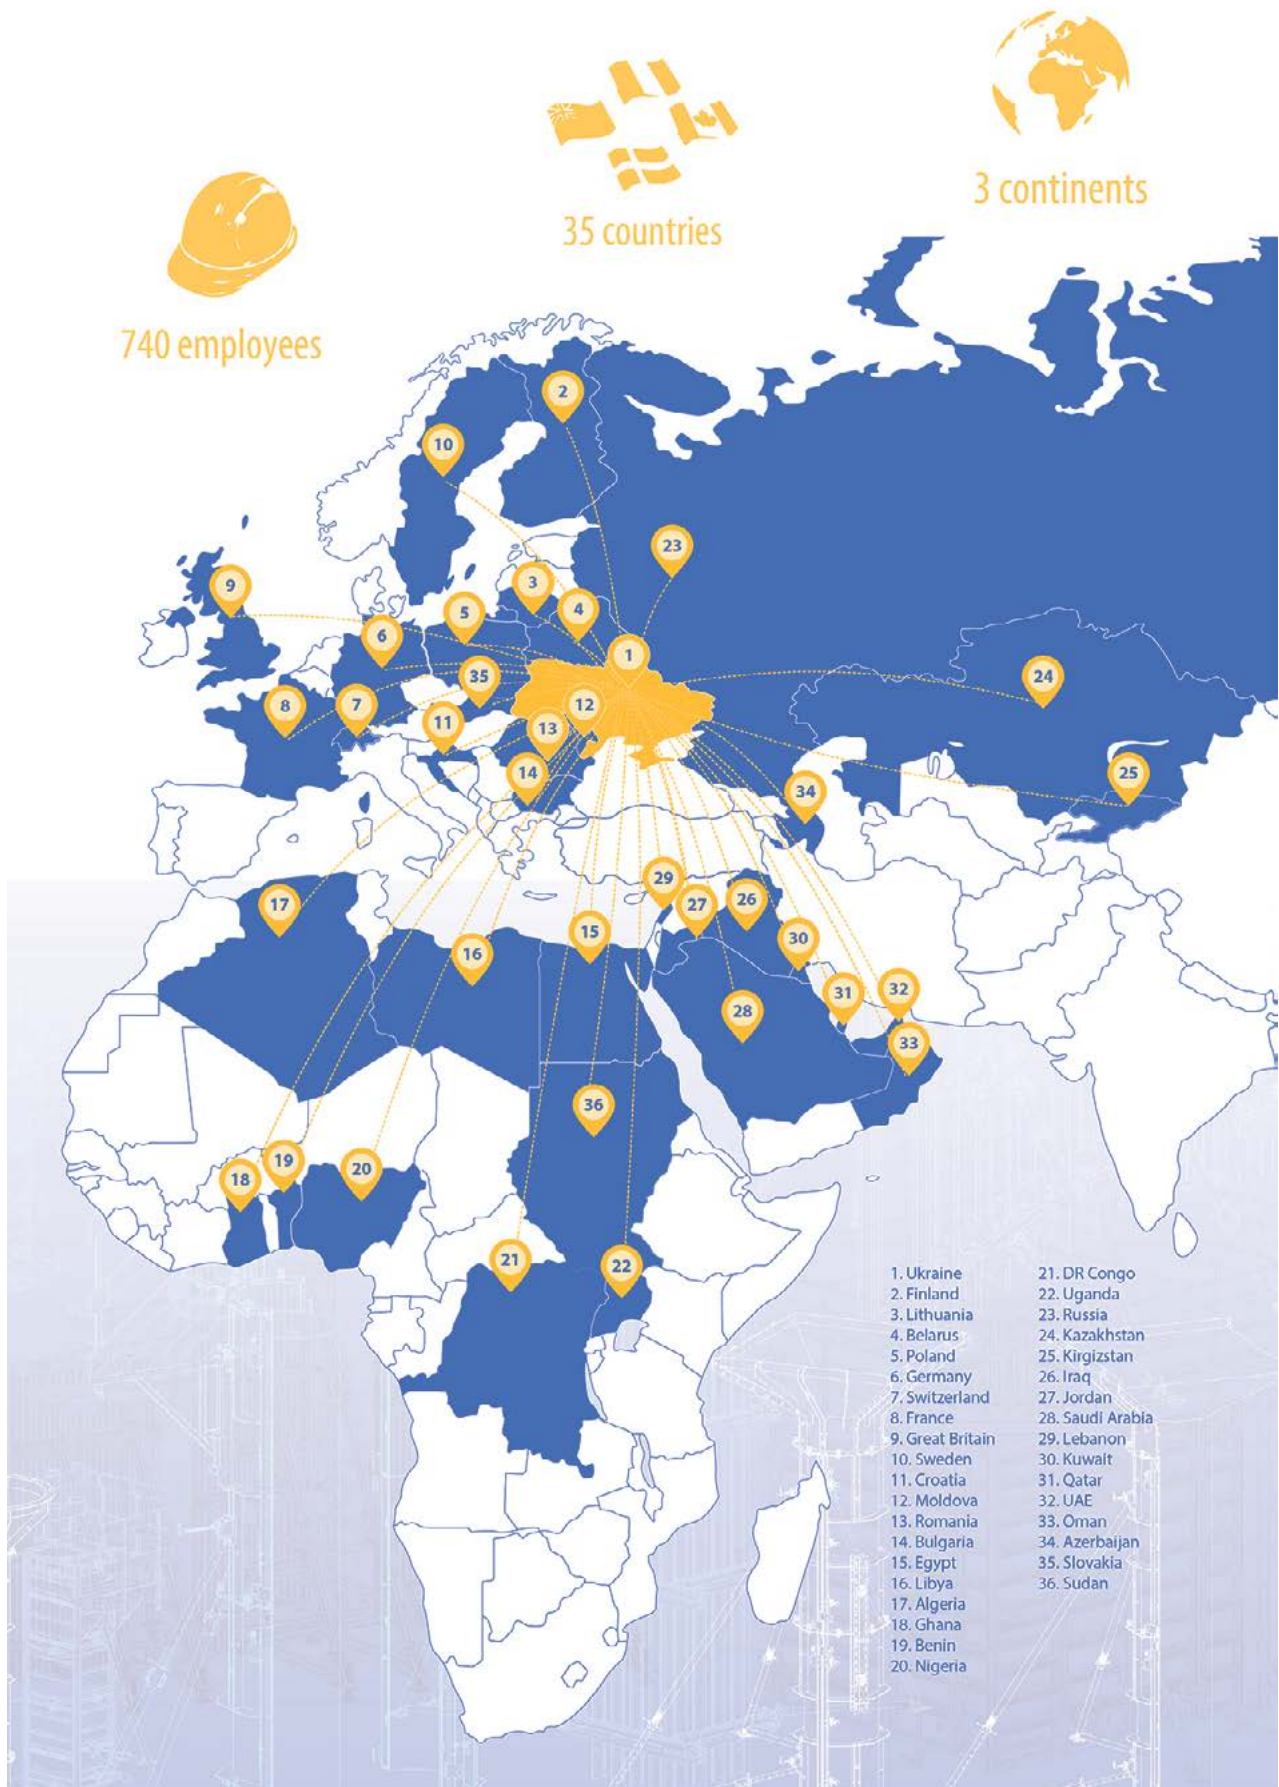 3 continents
35 countries
740 employees
2
10
23
9
3
4
5
6
1
35
24
8
7
12
11
13
14
25
34
29
17
27
26
15
30
16
31
32
28
33
36
19
20
18
21
22
1. Ukraine
2. Finland
3. Lithuania
4. Belarus
5. Poland
6. Germany
7. Switzerland
8. France
9. Great Britain
10. Sweden
11. Croatia
12. Moldova
13. Romania
14. Bulgaria
15. Egypt
16. Libya
17. Algeria
18. Ghana
19. Benin
20. Nigeria
21. DR Congo
22. Uganda
23. Russia
24. Kazakhstan
25. Kirgizstan
26. Iraq
27. Jordan
28. Saudi Arabia
29. Lebanon
30. Kuwait
31. Qatar
32. UAE
33. Oman
34. Azerbaijan
35. Slovakia
36. Sudan